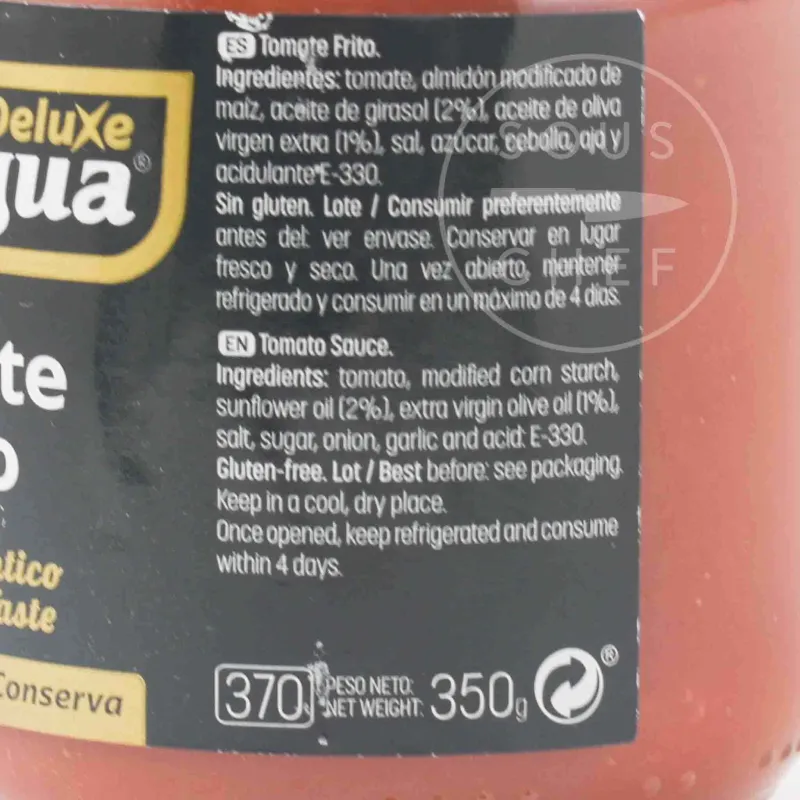 DeluXe
gua®
te
o
ntico
taste
Conserva
ES Tomate Frito.
Ingredientes: tomate, almidón modificado de
maíz, aceite de girasol (2%), aceite de oliva
virgen extra (1%), sal, azúcar, cebolla, ajo y
acidulante E-330.
Sin gluten. Lote / Consumir preferentemente
antes del: ver envase. Conservar en lugar
fresco y seco. Una vez abierto, mantener
refrigerado y consumir en un máximo de 4 días.
EN Tomato Sauce.
Ingredients: tomato, modified corn starch,
sunflower oil (2%), extra virgin olive oil (1%),
salt, sugar, onion, garlic and acid: E-330.
Gluten-free. Lot / Best before: see packaging.
Keep in a cool, dry place.
Once opened, keep refrigerated and consume
within 4 days.
370 PESO NETO:
NET WEIGHT: 350g
®
SOUS
CHEF